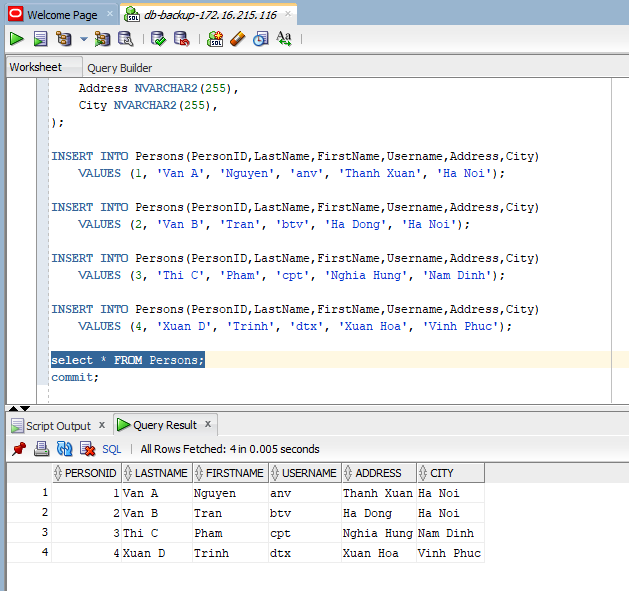 Welcome Page
db-backup-172.16.215.116
Worksheet Query Builder
Address NVARCHAR2(255),
City NVARCHAR2(255),
);
INSERT INTO Persons(PersonID,LastName,FirstName,Username,Address,City)
VALUES (1, 'Van A', 'Nguyen', 'anv', 'Thanh Xuan', 'Ha Noi');
INSERT INTO Persons(PersonID,LastName,FirstName,Username,Address,City)
VALUES (2, 'Van B', 'Tran', 'btv', 'Ha Dong', 'Ha Noi');
INSERT INTO Persons(PersonID,LastName,FirstName,Username,Address,City)
VALUES (3, 'Thi C', 'Pham', 'cpt', 'Nghia Hung', 'Nam Dinh');
INSERT INTO Persons(PersonID,LastName,FirstName,Username,Address,City)
VALUES (4, 'Xuan D', 'Trinh', 'dtx', 'Xuan Hoa', 'Vinh Phuc');
select * FROM Persons;
commit;
Script Output x Query Result x
SQL | All Rows Fetched: 4 in 0.005 seconds
PERSONID LASTNAME FIRSTNAME USERNAME ADDRESS CITY
1 1 Van A Nguyen anv Thanh Xuan Ha Noi
2 2 Van B Tran btv Ha Dong Ha Noi
3 3 Thi C Pham cpt Nghia Hung Nam Dinh
4 4 Xuan D Trinh dtx Xuan Hoa Vinh Phuc